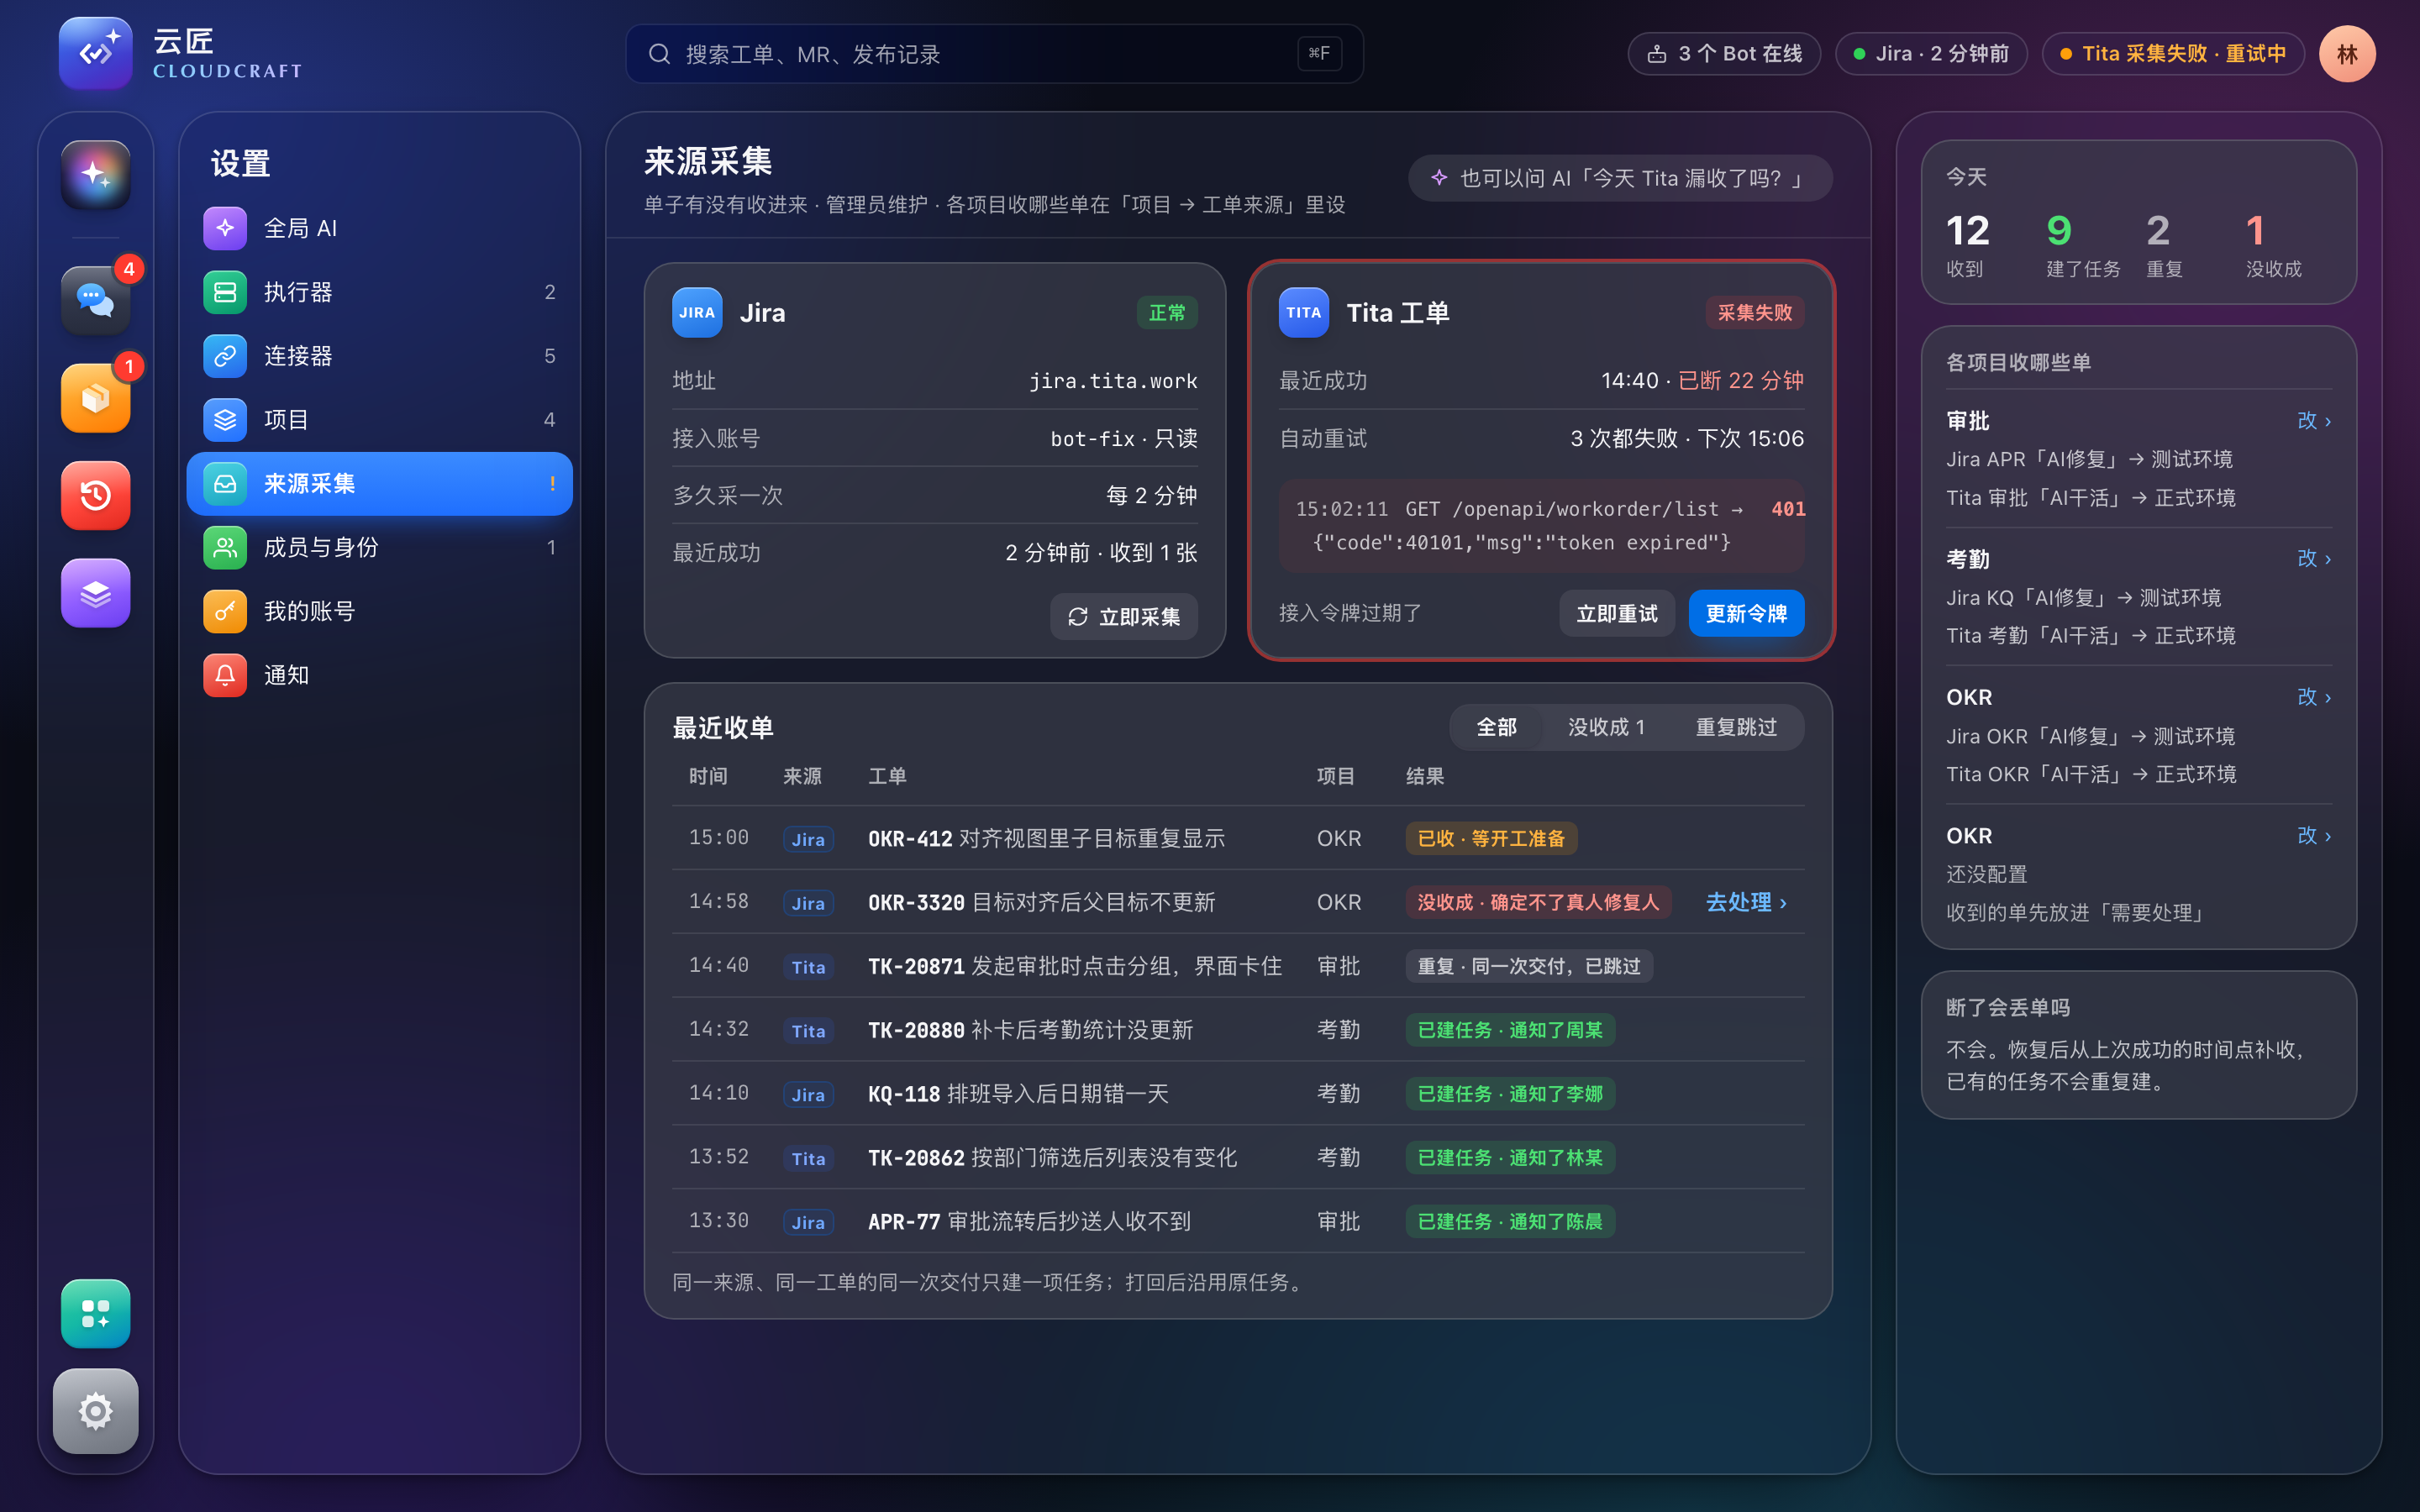 云匠
CLOUDCRAFT
搜索工单、MR、发布记录
⌘F
3 个 Bot 在线
Jira · 2 分钟前
Tita 采集失败 · 重试中
林
4
1
设置
全局 AI
执行器 2
连接器 5
项目 4
来源采集 !
成员与身份 1
我的账号
通知
来源采集
单子有没有收进来 · 管理员维护 · 各项目收哪些单在「项目 → 工单来源」里设
也可以问 AI「今天 Tita 漏收了吗？」
JIRA Jira 正常
地址 jira.tita.work
接入账号 bot-fix · 只读
多久采一次 每 2 分钟
最近成功 2 分钟前 · 收到 1 张
立即采集
TITA Tita 工单 采集失败
最近成功 14:40 · 已断 22 分钟
自动重试 3 次都失败 · 下次 15:06
15:02:11 GET /openapi/workorder/list → 401
{"code":40101,"msg":"token expired"}
接入令牌过期了 立即重试 更新令牌
最近收单 全部 没收成 1 重复跳过
时间 来源 工单 项目 结果
15:00 Jira OKR-412 对齐视图里子目标重复显示 OKR 已收 · 等开工准备
14:58 Jira OKR-3320 目标对齐后父目标不更新 OKR 没收成 · 确定不了真人修复人 去处理 ›
14:40 Tita TK-20871 发起审批时点击分组，界面卡住 审批 重复 · 同一次交付，已跳过
14:32 Tita TK-20880 补卡后考勤统计没更新 考勤 已建任务 · 通知了周某
14:10 Jira KQ-118 排班导入后日期错一天 考勤 已建任务 · 通知了李娜
13:52 Tita TK-20862 按部门筛选后列表没有变化 考勤 已建任务 · 通知了林某
13:30 Jira APR-77 审批流转后抄送人收不到 审批 已建任务 · 通知了陈晨
同一来源、同一工单的同一次交付只建一项任务；打回后沿用原任务。
今天
12 9 2 1
收到 建了任务 重复 没收成
各项目收哪些单
审批 改 ›
Jira APR「AI修复」→ 测试环境
Tita 审批「AI干活」→ 正式环境
考勤 改 ›
Jira KQ「AI修复」→ 测试环境
Tita 考勤「AI干活」→ 正式环境
OKR 改 ›
Jira OKR「AI修复」→ 测试环境
Tita OKR「AI干活」→ 正式环境
OKR 改 ›
还没配置
收到的单先放进「需要处理」
断了会丢单吗
不会。恢复后从上次成功的时间点补收，
已有的任务不会重复建。